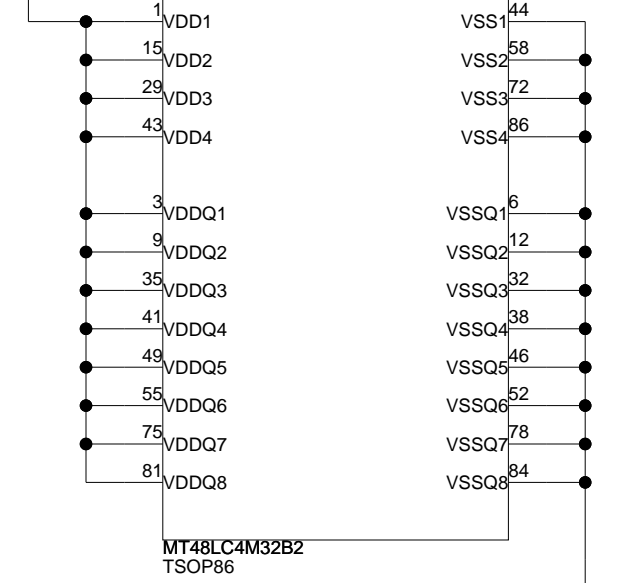 1 VDD1 VSS1 44
15 VDD2 VSS2 58
29 VDD3 VSS3 72
43 VDD4 VSS4 86
3 VDDQ1 VSSQ1 6
9 VDDQ2 VSSQ2 12
35 VDDQ3 VSSQ3 32
41 VDDQ4 VSSQ4 38
49 VDDQ5 VSSQ5 46
55 VDDQ6 VSSQ6 52
75 VDDQ7 VSSQ7 78
81 VDDQ8 VSSQ8 84
MT48LC4M32B2
TSOP86